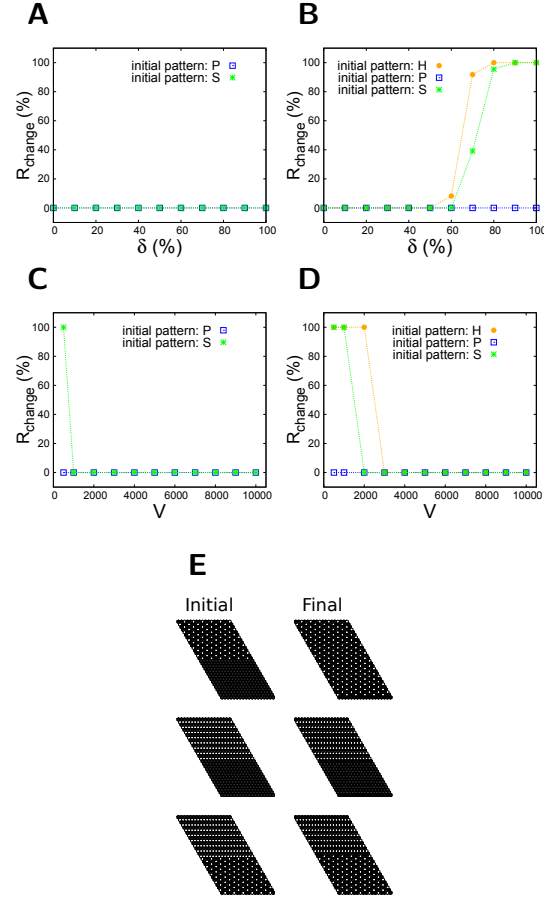 A
B
initial pattern: P
initial pattern: S
100
80
60
40
20
0
R_change (%)
0 20 40 60 80 100
δ (%)
initial pattern: H
initial pattern: P
initial pattern: S
100
80
60
40
20
0
R_change (%)
0 20 40 60 80 100
δ (%)
C
D
initial pattern: P
initial pattern: S
100
80
60
40
20
0
R_change (%)
0 2000 4000 6000 8000 10000
V
initial pattern: H
initial pattern: P
initial pattern: S
100
80
60
40
20
0
R_change (%)
0 2000 4000 6000 8000 10000
V
E
Initial Final